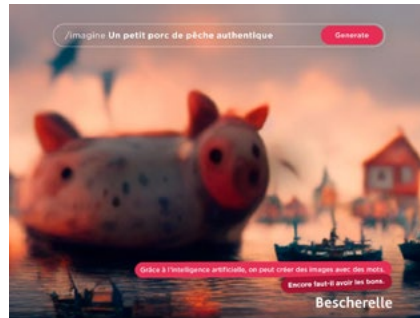 /imagine Un petit porc de pêche authentique
Generate
Grâce à l'intelligence artificielle, on peut créer des images avec des mots.
Encore faut-il avoir les bons.
Bescherelle